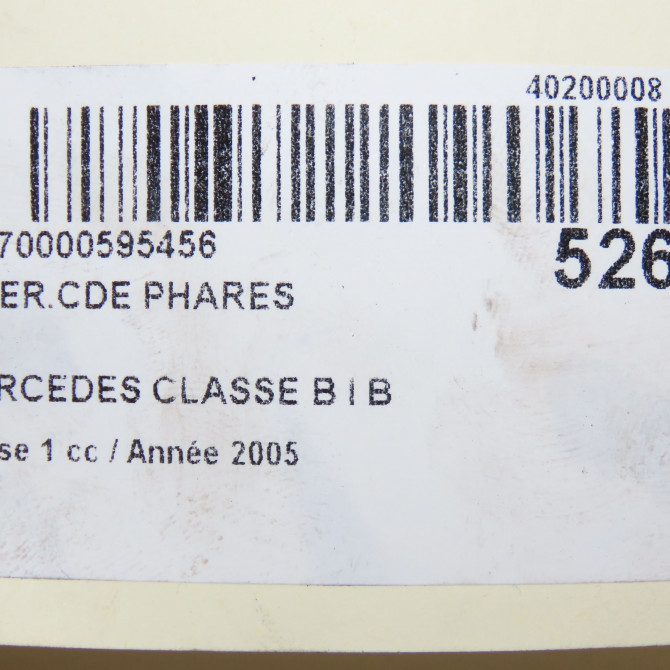 40200008
70000595456
526
ER.CDE PHARES
RCEDES CLASSE B I B
se 1 cc / Année 2005